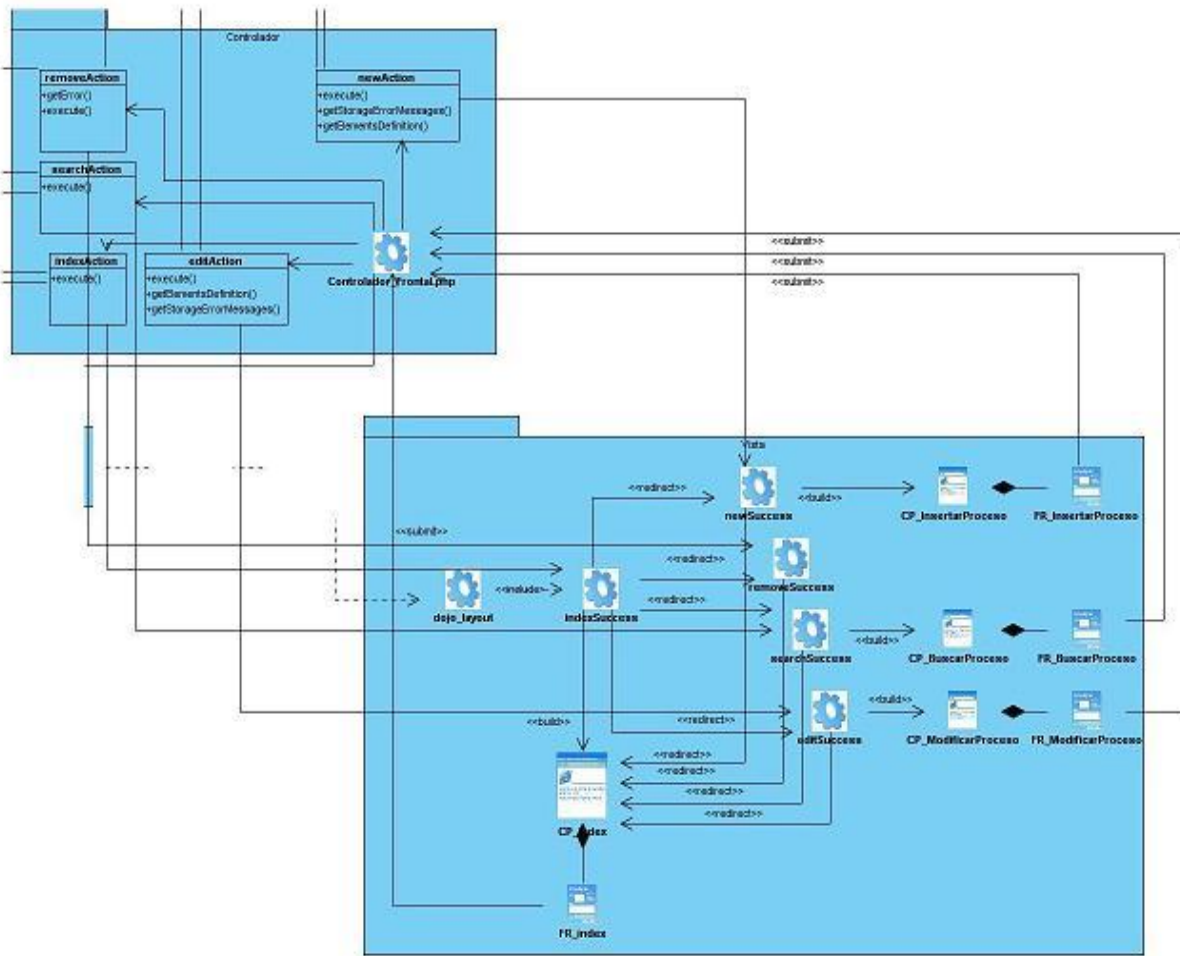 Controlador
removeAction
+getError()
+execute()
newAction
+execute()
+getStorageErrorMessages()
+getElementsDefinition()
searchAction
+execute()
indexAction
+execute()
editAction
+execute()
+getElementsDefinition()
+getStorageErrorMessages()
Controlador_frontal.php
<<submit>>
<<submit>>
<<submit>>
Vista
<<redirect>>
newSuccess
<<build>>
CP_InsertarProceso
FR_InsertarProceso
<<submit>>
<<redirect>>
removeSuccess
dojo_layout
<<include>>
indexSuccess
<<redirect>>
searchSuccess
<<build>>
CP_BuscarProceso
FR_BuscarProceso
<<build>>
<<redirect>>
editSuccess
<<build>>
CP_ModificarProceso
FR_ModificarProceso
<<redirect>>
<<redirect>>
<<redirect>>
<<redirect>>
CP_index
FR_index